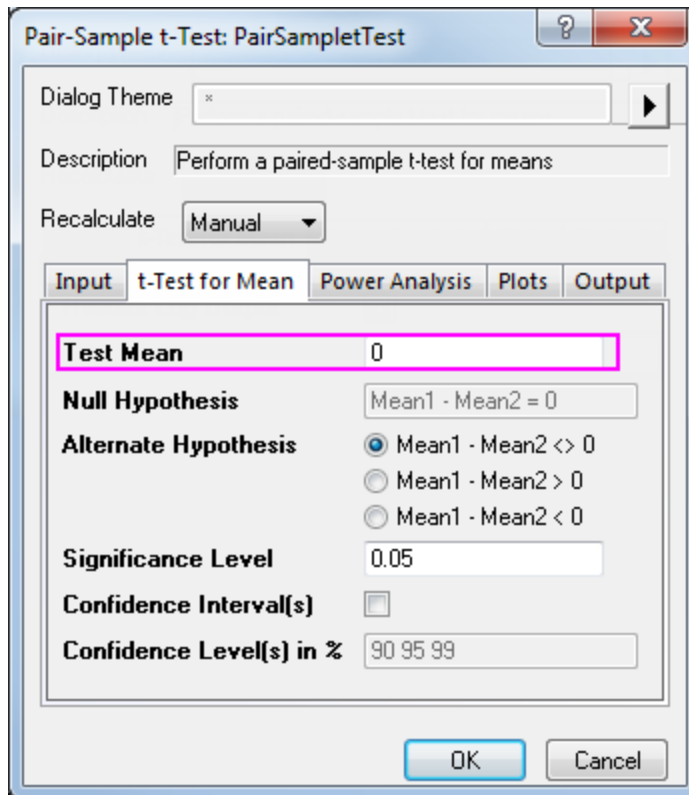 Pair-Sample t-Test: PairSampletTest
?
X
Dialog Theme *
Description Perform a paired-sample t-test for means
Recalculate Manual
Input t-Test for Mean Power Analysis Plots Output
Test Mean 0
Null Hypothesis Mean1 - Mean2 = 0
Alternate Hypothesis Mean1 - Mean2 <> 0
Mean1 - Mean2 > 0
Mean1 - Mean2 < 0
Significance Level 0.05
Confidence Interval(s)
Confidence Level(s) in % 90 95 99
OK Cancel